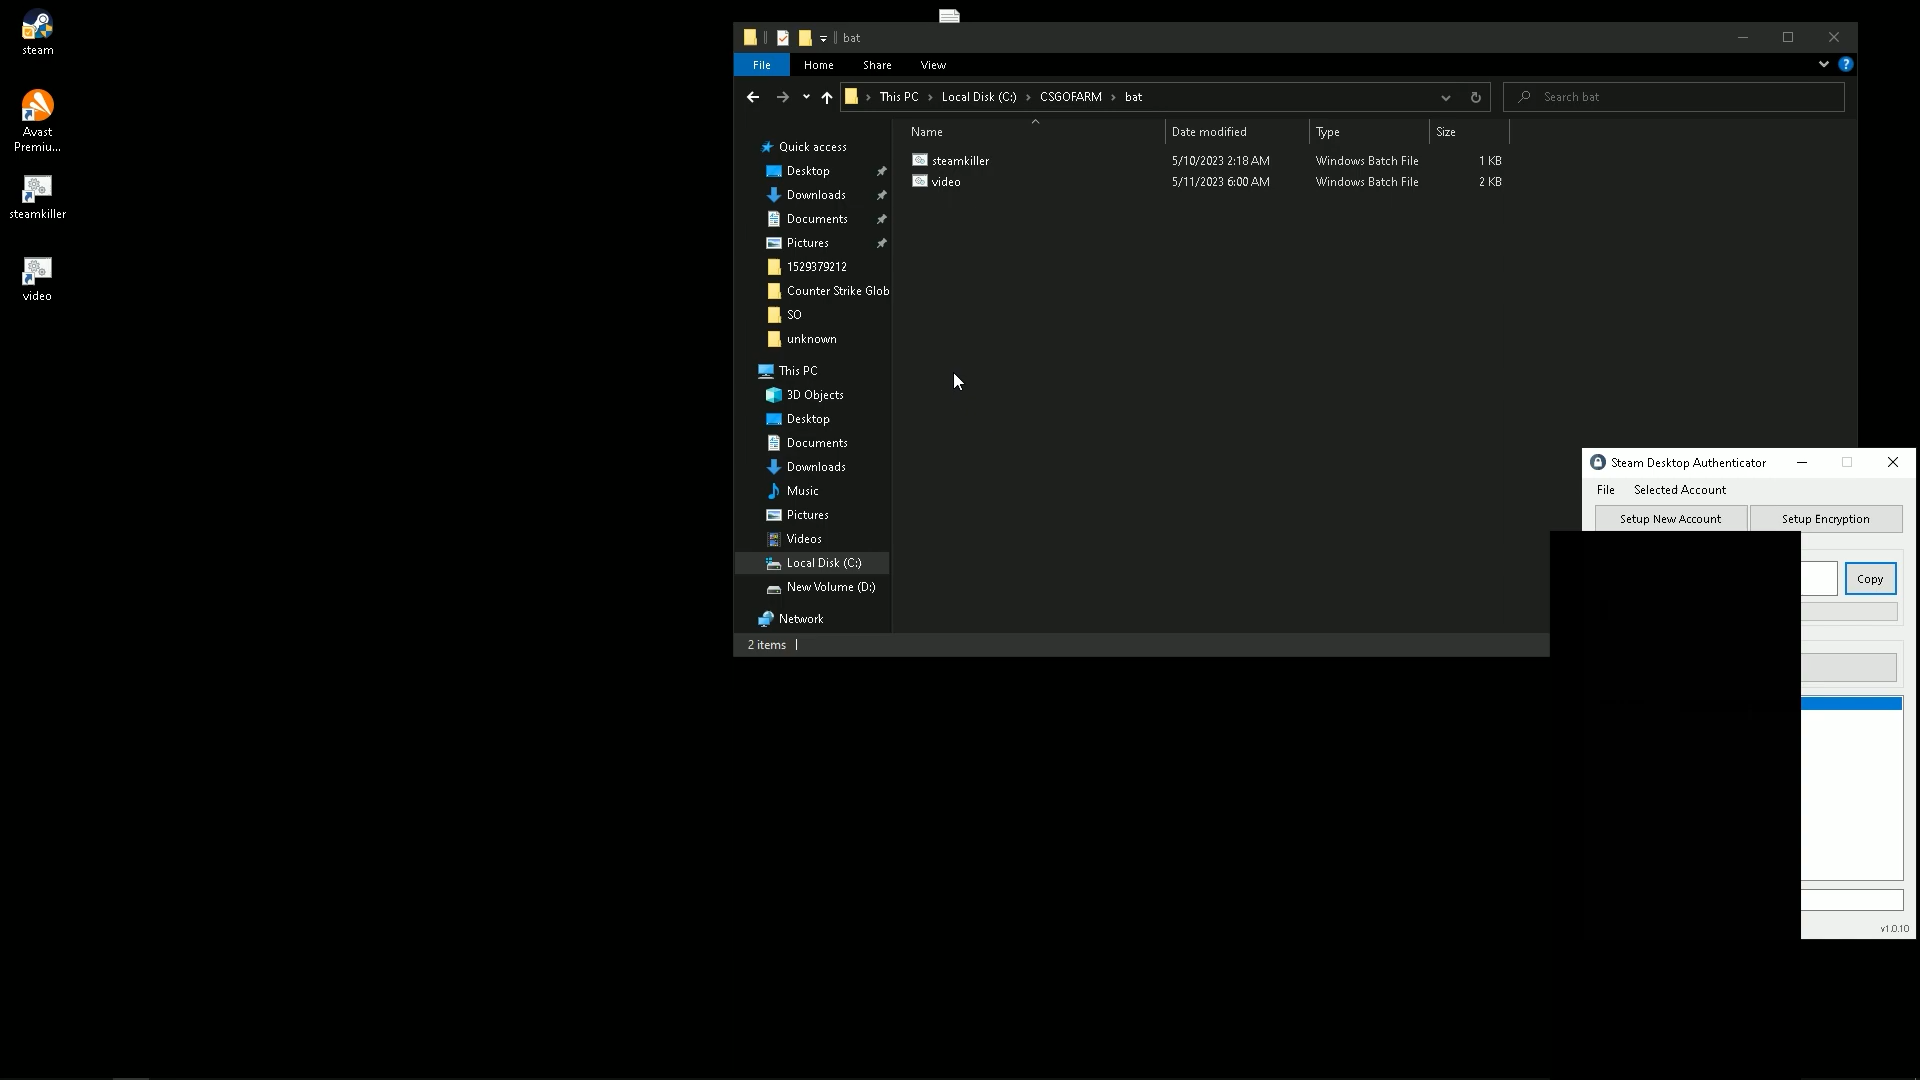 steam
Avast
Premiu...
steamkiller
video
bat
File Home Share View
This PC Local Disk (C:) CSGOFARM bat
Search bat
Name Date modified Type Size
steamkiller 5/10/2023 2:18 AM Windows Batch File 1 KB
video 5/11/2023 6:00 AM Windows Batch File 2 KB
Quick access
Desktop
Downloads
Documents
Pictures
1529379212
Counter Strike Glob
SO
unknown
This PC
3D Objects
Desktop
Documents
Downloads
Music
Pictures
Videos
Local Disk (C:)
New Volume (D:)
Network
2 items
Steam Desktop Authenticator
File Selected Account
Setup New Account Setup Encryption
Copy
v1.0.10